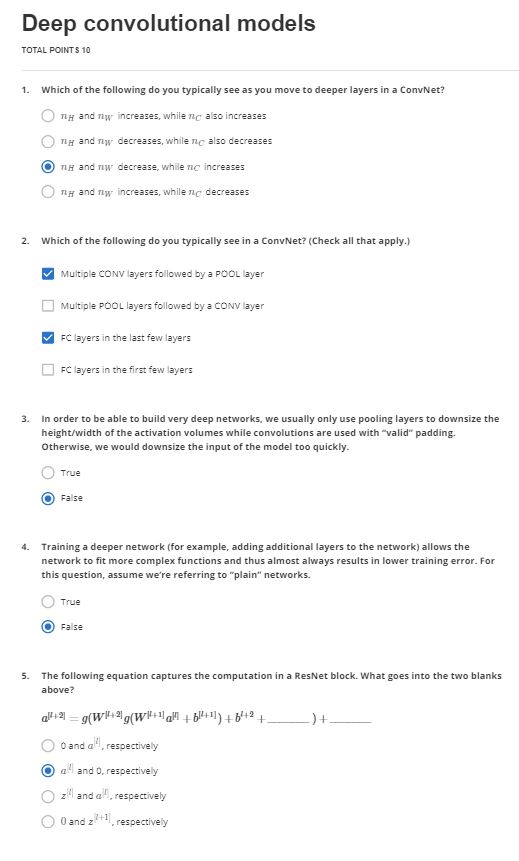 Deep convolutional models
TOTAL POINTS 10
1. Which of the following do you typically see as you move to deeper layers in a ConvNet?
n_H and n_W increases, while n_C also increases
n_H and n_W decreases, while n_C also decreases
n_H and n_W decrease, while n_C increases
n_H and n_W increases, while n_C decreases
2. Which of the following do you typically see in a ConvNet? (Check all that apply.)
Multiple CONV layers followed by a POOL layer
Multiple POOL layers followed by a CONV layer
FC layers in the last few layers
FC layers in the first few layers
3. In order to be able to build very deep networks, we usually only use pooling layers to downsize the
height/width of the activation volumes while convolutions are used with “valid” padding.
Otherwise, we would downsize the input of the model too quickly.
True
False
4. Training a deeper network (for example, adding additional layers to the network) allows the
network to fit more complex functions and thus almost always results in lower training error. For
this question, assume we’re referring to “plain” networks.
True
False
5. The following equation captures the computation in a ResNet block. What goes into the two blanks
above?
a^{[l+2]} = g(W^{[l+2]} g(W^{[l+1]} a^{[l]} + b^{[l+1]}) + b^{l+2} + ______ ) + ______
0 and a^{[l]}, respectively
a^{[l]} and 0, respectively
z^{[l]} and a^{[l]}, respectively
0 and z^{[l+1]}, respectively